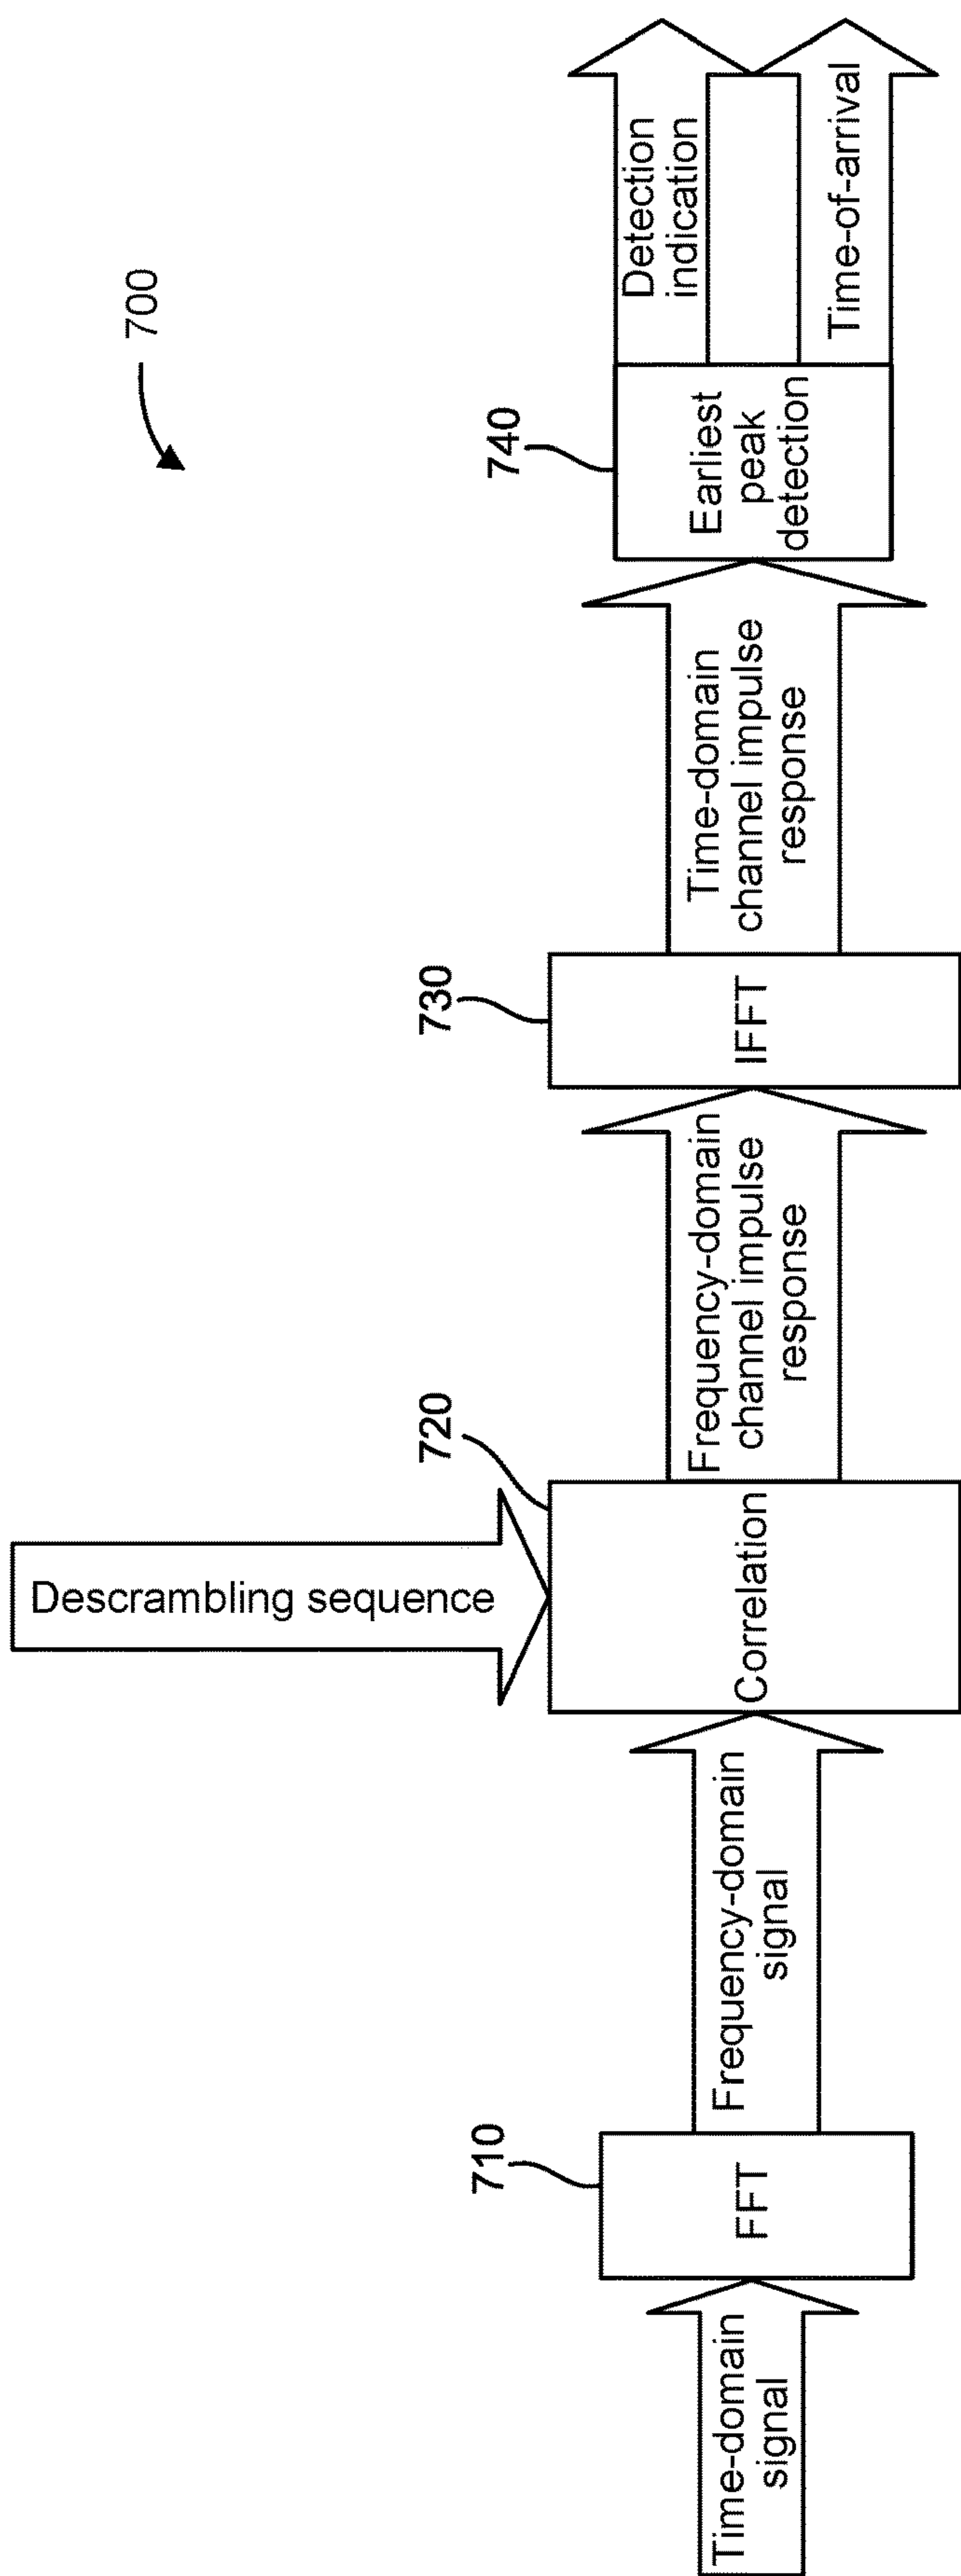 700
Time-domain
signal
710
FFT
Frequency-domain
signal
Descrambling sequence
720
Correlation
Frequency-domain
channel impulse
response
730
IFFT
Time-domain
channel impulse
response
740
Earliest
peak
detection
Detection
indication
Time-of-arrival